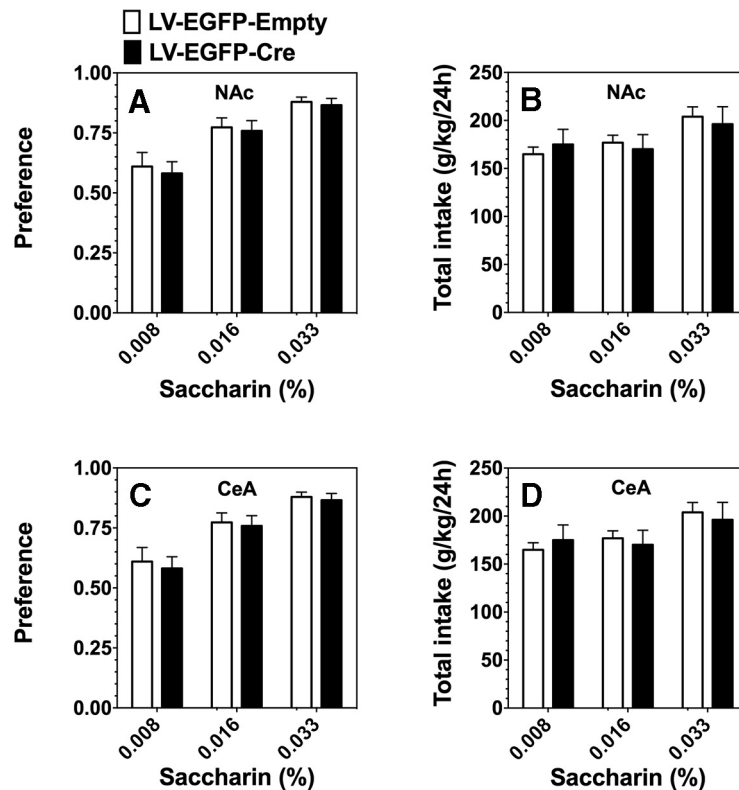 LV-EGFP-Empty
LV-EGFP-Cre
A
NAc
Preference
1.00
0.75
0.50
0.25
0.00
0.008
0.016
0.033
Saccharin (%)
B
NAc
Total intake (g/kg/24h)
250
200
150
100
50
0
0.008
0.016
0.033
Saccharin (%)
C
CeA
Preference
1.00
0.75
0.50
0.25
0.00
0.008
0.016
0.033
Saccharin (%)
D
CeA
Total intake (g/kg/24h)
250
200
150
100
50
0
0.008
0.016
0.033
Saccharin (%)